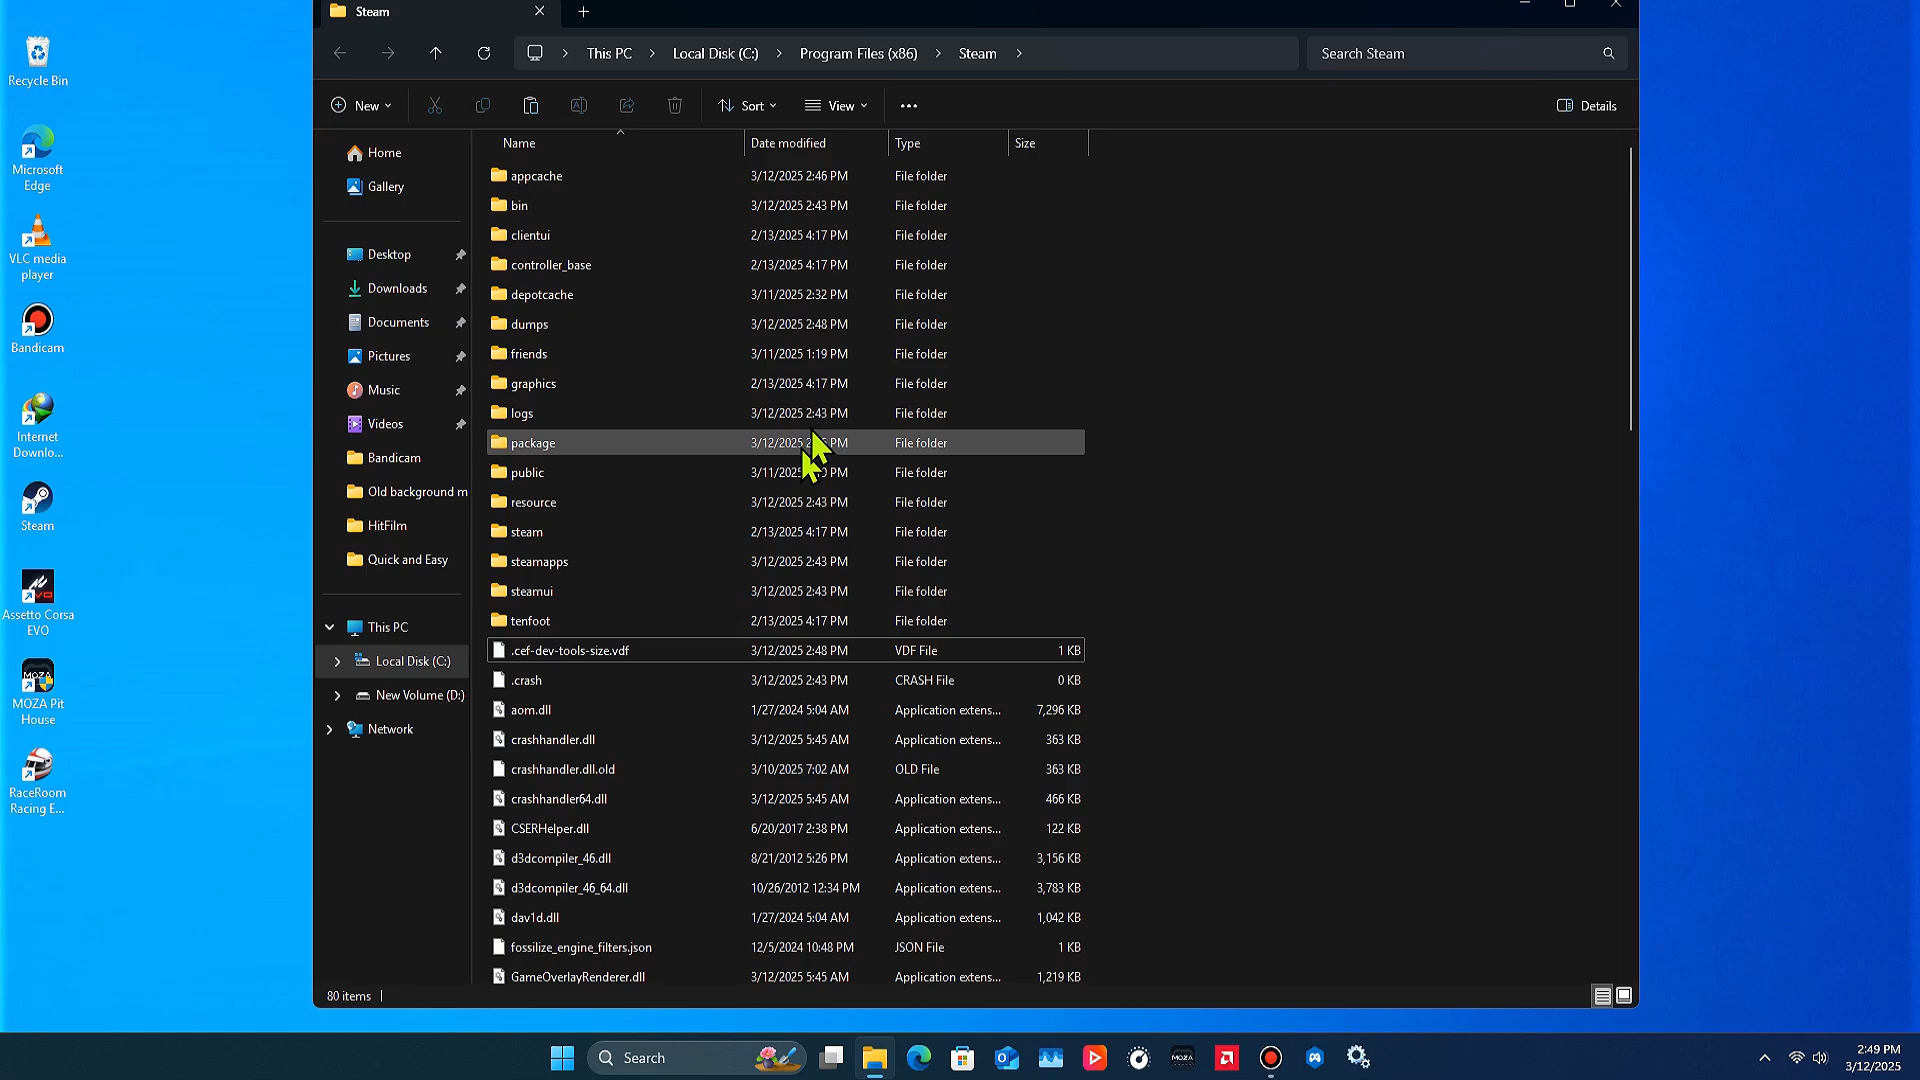 Steam
This PC
Local Disk (C:)
Program Files (x86)
Steam
Search Steam
New
Sort
View
Details
Home
Gallery
Desktop
Downloads
Documents
Pictures
Music
Videos
Bandicam
Old background m
HitFilm
Quick and Easy
This PC
Local Disk (C:)
New Volume (D:)
Network
Name Date modified Type Size
appcache 3/12/2025 2:46 PM File folder
bin 3/12/2025 2:43 PM File folder
clientui 2/13/2025 4:17 PM File folder
controller_base 2/13/2025 4:17 PM File folder
depotcache 3/11/2025 2:32 PM File folder
dumps 3/12/2025 2:48 PM File folder
friends 3/11/2025 1:19 PM File folder
graphics 2/13/2025 4:17 PM File folder
logs 3/12/2025 2:43 PM File folder
package 3/12/2025 PM File folder
public 3/11/2025 PM File folder
resource 3/12/2025 2:43 PM File folder
steam 2/13/2025 4:17 PM File folder
steamapps 3/12/2025 2:43 PM File folder
steamui 3/12/2025 2:43 PM File folder
tenfoot 2/13/2025 4:17 PM File folder
.cef-dev-tools-size.vdf 3/12/2025 2:48 PM VDF File 1 KB
.crash 3/12/2025 2:43 PM CRASH File 0 KB
aom.dll 1/27/2024 5:04 AM Application extens... 7,296 KB
crashhandler.dll 3/12/2025 5:45 AM Application extens... 363 KB
crashhandler.dll.old 3/10/2025 7:02 AM OLD File 363 KB
crashhandler64.dll 3/12/2025 5:45 AM Application extens... 466 KB
CSERHelper.dll 6/20/2017 2:38 PM Application extens... 122 KB
d3dcompiler_46.dll 8/21/2012 5:26 PM Application extens... 3,156 KB
d3dcompiler_46_64.dll 10/26/2012 12:34 PM Application extens... 3,783 KB
dav1d.dll 1/27/2024 5:04 AM Application extens... 1,042 KB
fossilize_engine_filters.json 12/5/2024 10:48 PM JSON File 1 KB
GameOverlayRenderer.dll 3/12/2025 5:45 AM Application extens... 1,219 KB
80 items
Recycle Bin
Microsoft
Edge
VLC media
player
Bandicam
Internet
Downlo...
Steam
Assetto Corsa
EVO
MOZA
MOZA Pit
House
RaceRoom
Racing E...
Search
MOZA
2:49 PM
3/12/2025